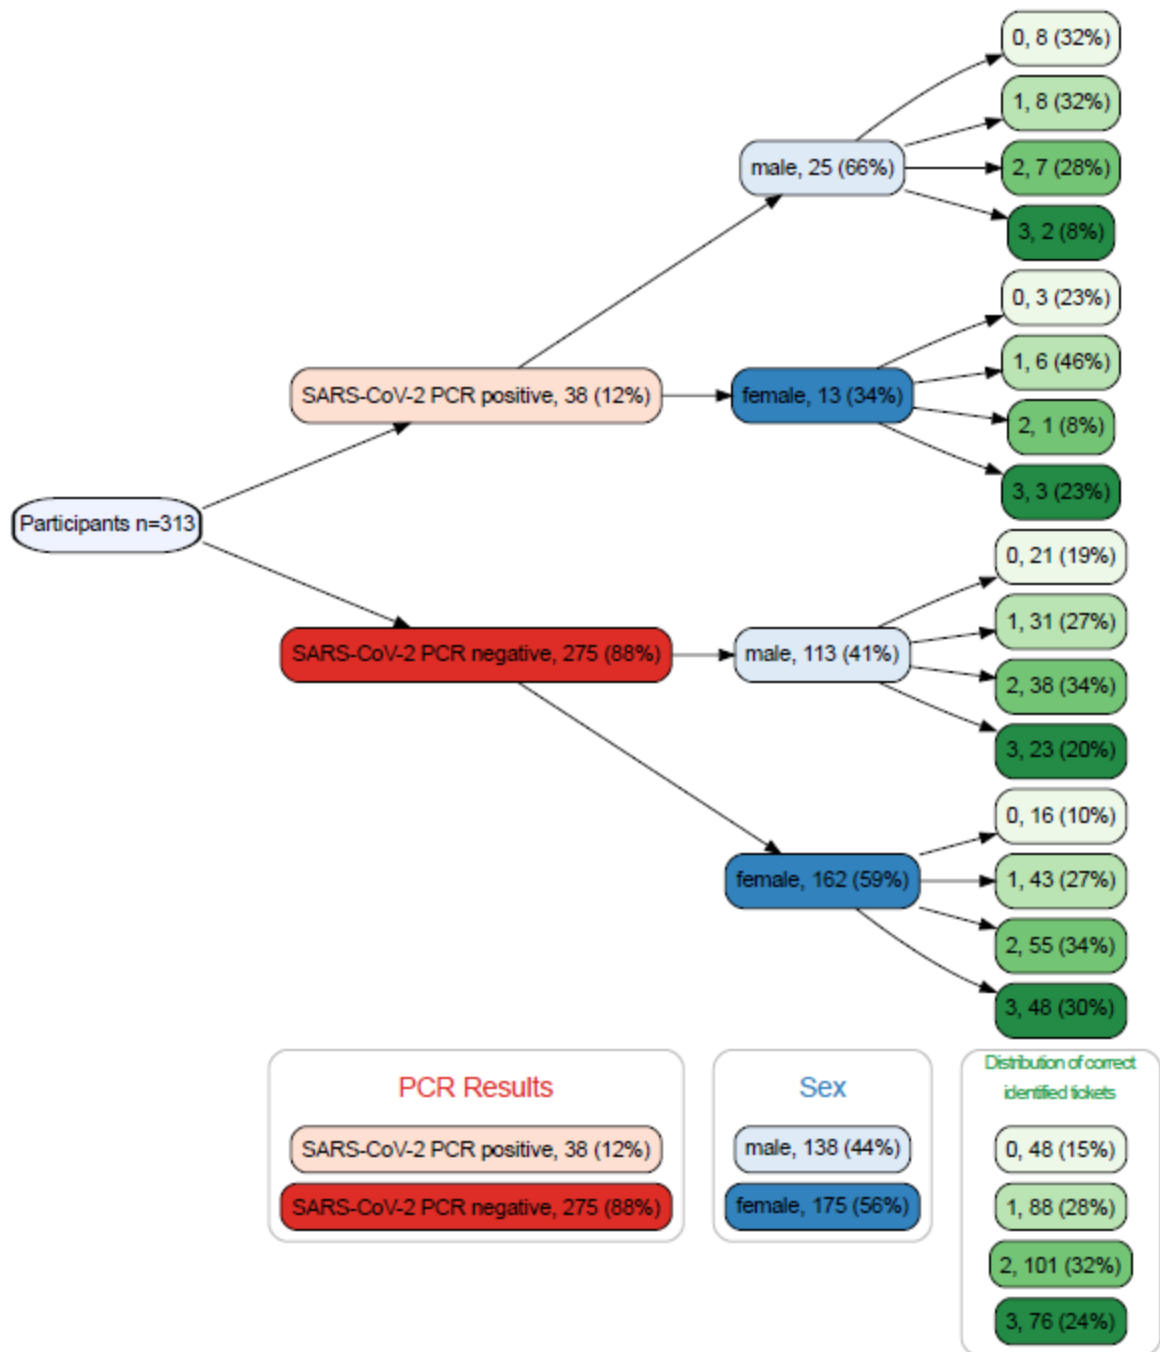 0, 8 (32%)
1, 8 (32%)
male, 25 (66%)
2, 7 (28%)
3, 2 (8%)
0, 3 (23%)
1, 6 (46%)
SARS-CoV-2 PCR positive, 38 (12%)
female, 13 (34%)
2, 1 (8%)
3, 3 (23%)
Participants n=313
0, 21 (19%)
1, 31 (27%)
SARS-CoV-2 PCR negative, 275 (88%)
male, 113 (41%)
2, 38 (34%)
3, 23 (20%)
0, 16 (10%)
female, 162 (59%)
1, 43 (27%)
2, 55 (34%)
3, 48 (30%)
PCR Results
SARS-CoV-2 PCR positive, 38 (12%)
SARS-CoV-2 PCR negative, 275 (88%)
Sex
male, 138 (44%)
female, 175 (56%)
Distribution of correct
identified tickets
0, 48 (15%)
1, 88 (28%)
2, 101 (32%)
3, 76 (24%)